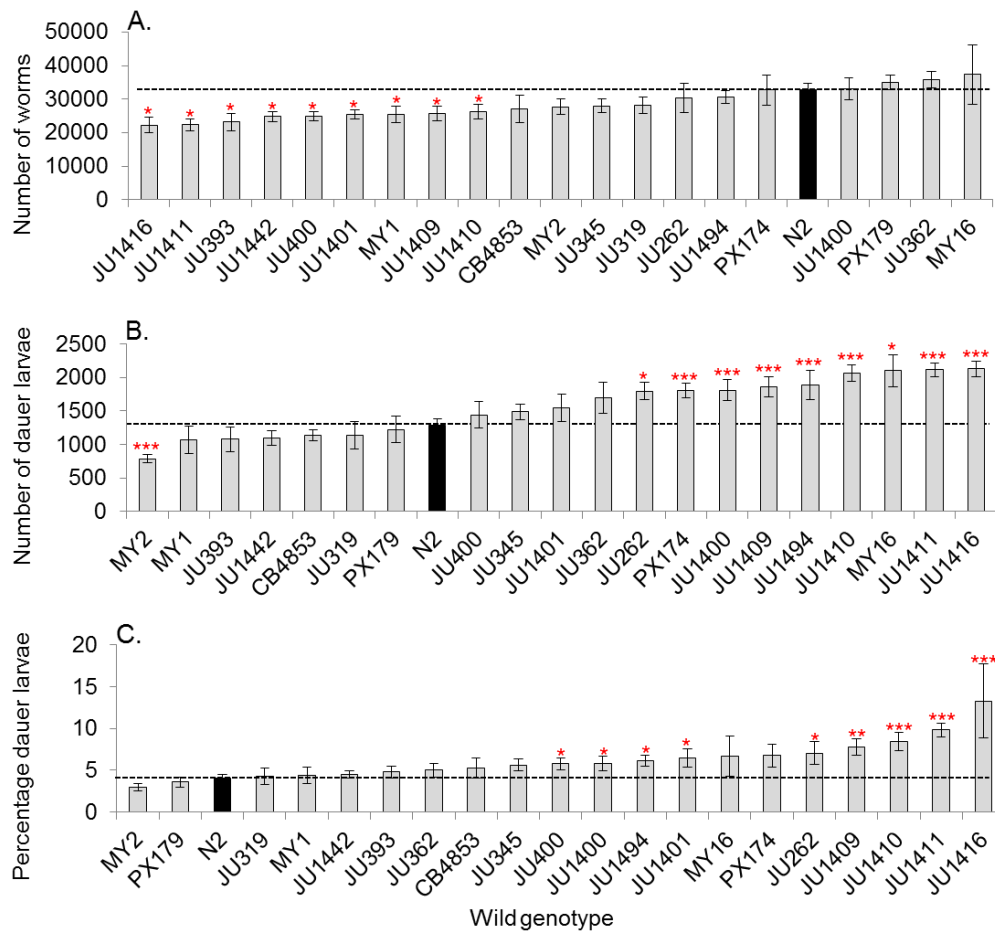 A.
Number of worms
50000
40000
30000
20000
10000
0
* * * * * * * * *
JU1416 JU1411 JU393 JU1442 JU400 JU1401 MY1 JU1409 JU1410 CB4853 MY2 JU345 JU319 JU262 JU1494 PX174 N2 JU1400 PX179 JU362 MY16
B.
Number of dauer larvae
2500
2000
1500
1000
500
0
*** * *** *** *** *** *** * *** ***
MY2 MY1 JU393 JU1442 CB4853 JU319 PX179 N2 JU400 JU345 JU1401 JU362 JU262 PX174 JU1400 JU1409 JU1494 JU1410 MY16 JU1411 JU1416
C.
Percentage dauer larvae
20
15
10
5
0
* * * * * ** *** *** ***
MY2 PX179 N2 JU319 MY1 JU1442 JU393 JU362 CB4853 JU345 JU400 JU1400 JU1494 JU1401 MY16 PX174 JU262 JU1409 JU1410 JU1411 JU1416
Wild genotype